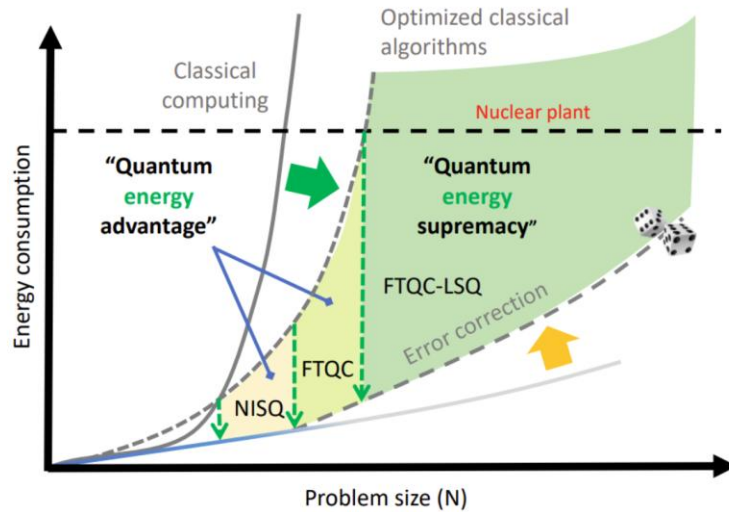 Optimized classical
algorithms
Classical
computing
Nuclear plant
“Quantum
energy
advantage”
“Quantum
energy
supremacy”
FTQC-LSQ
Error correction
FTQC
NISQ
Energy consumption
Problem size (N)